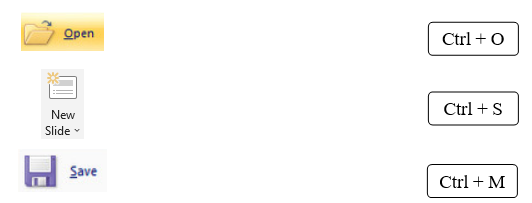 Open
Ctrl + O
New
Slide
Ctrl + S
Save
Ctrl + M